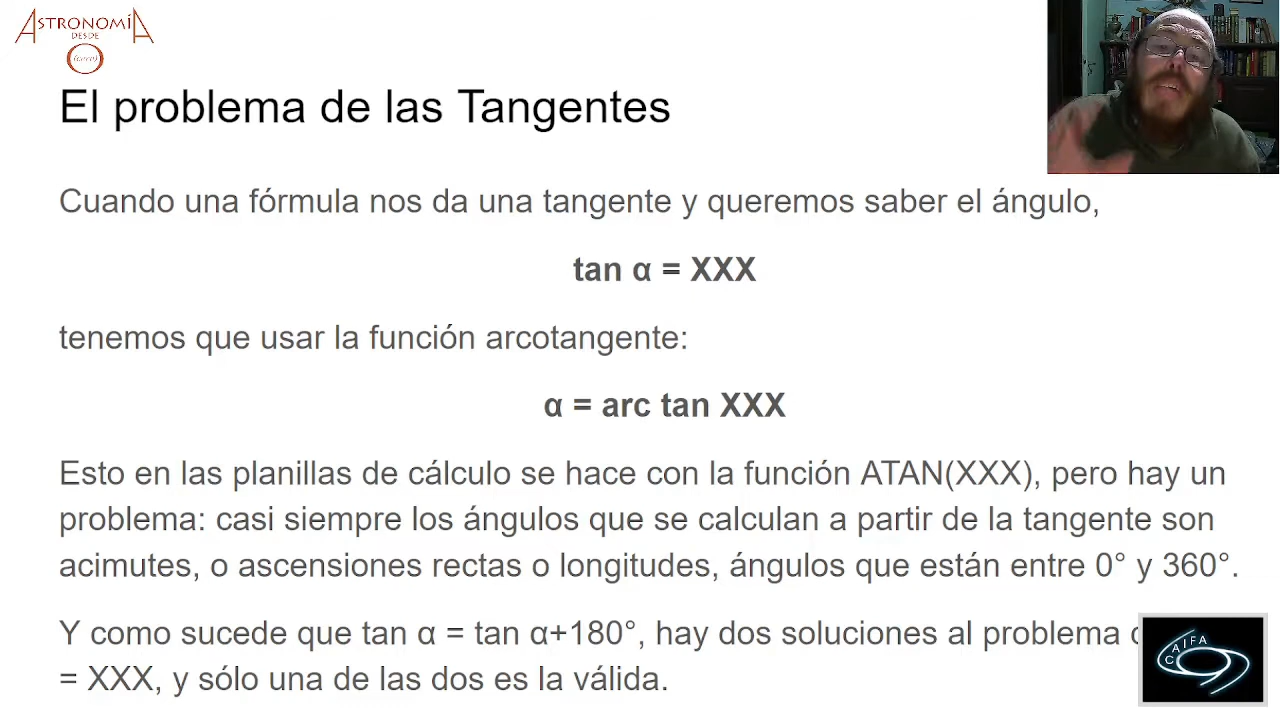 ASTRONOMÍA
DESDE
(CERO)
El problema de las Tangentes
Cuando una fórmula nos da una tangente y queremos saber el ángulo,
tan α = XXX
tenemos que usar la función arcotangente:
α = arc tan XXX
Esto en las planillas de cálculo se hace con la función ATAN(XXX), pero hay un
problema: casi siempre los ángulos que se calculan a partir de la tangente son
acimutes, o ascensiones rectas o longitudes, ángulos que están entre 0° y 360°.
Y como sucede que tan α = tan α+180°, hay dos soluciones al problema
= XXX, y sólo una de las dos es la válida.
CAIFA